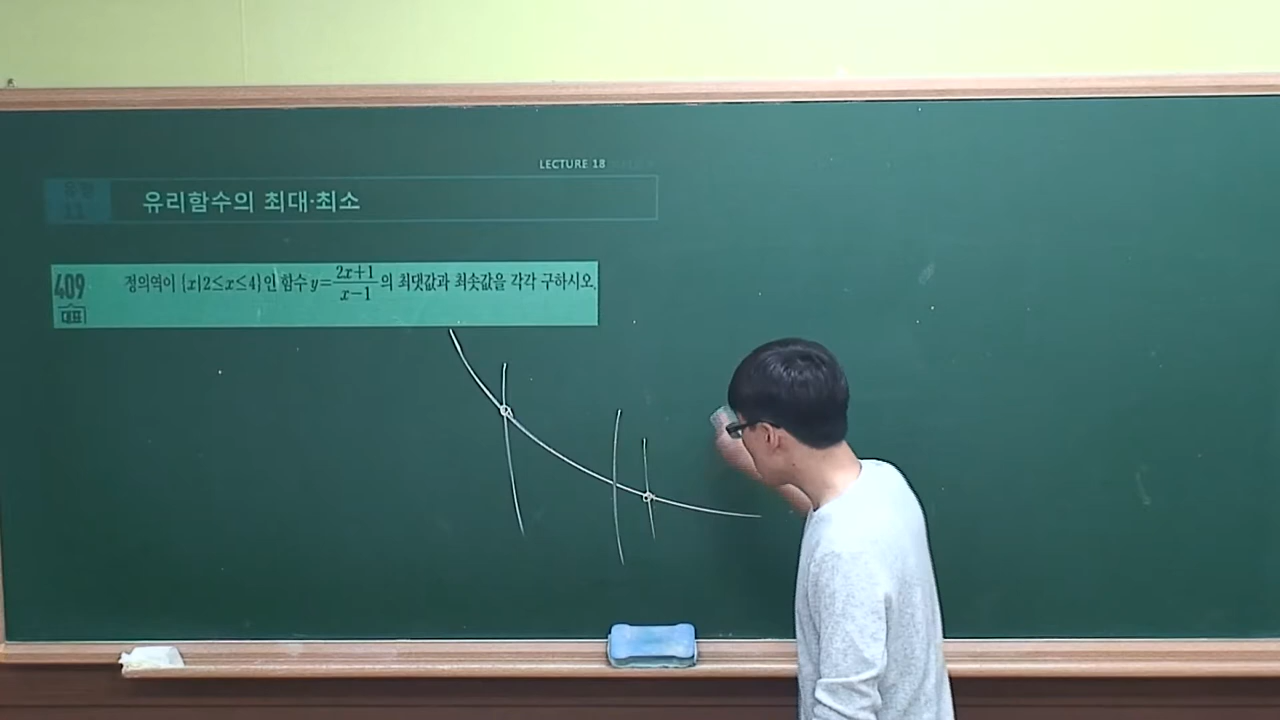 LECTURE 18
유형
11
유리함수의 최대·최소
409
대표
정의역이 {x|2≤x≤4}인 함수 y=\frac{2x+1}{x-1}의 최댓값과 최솟값을 각각 구하시오.